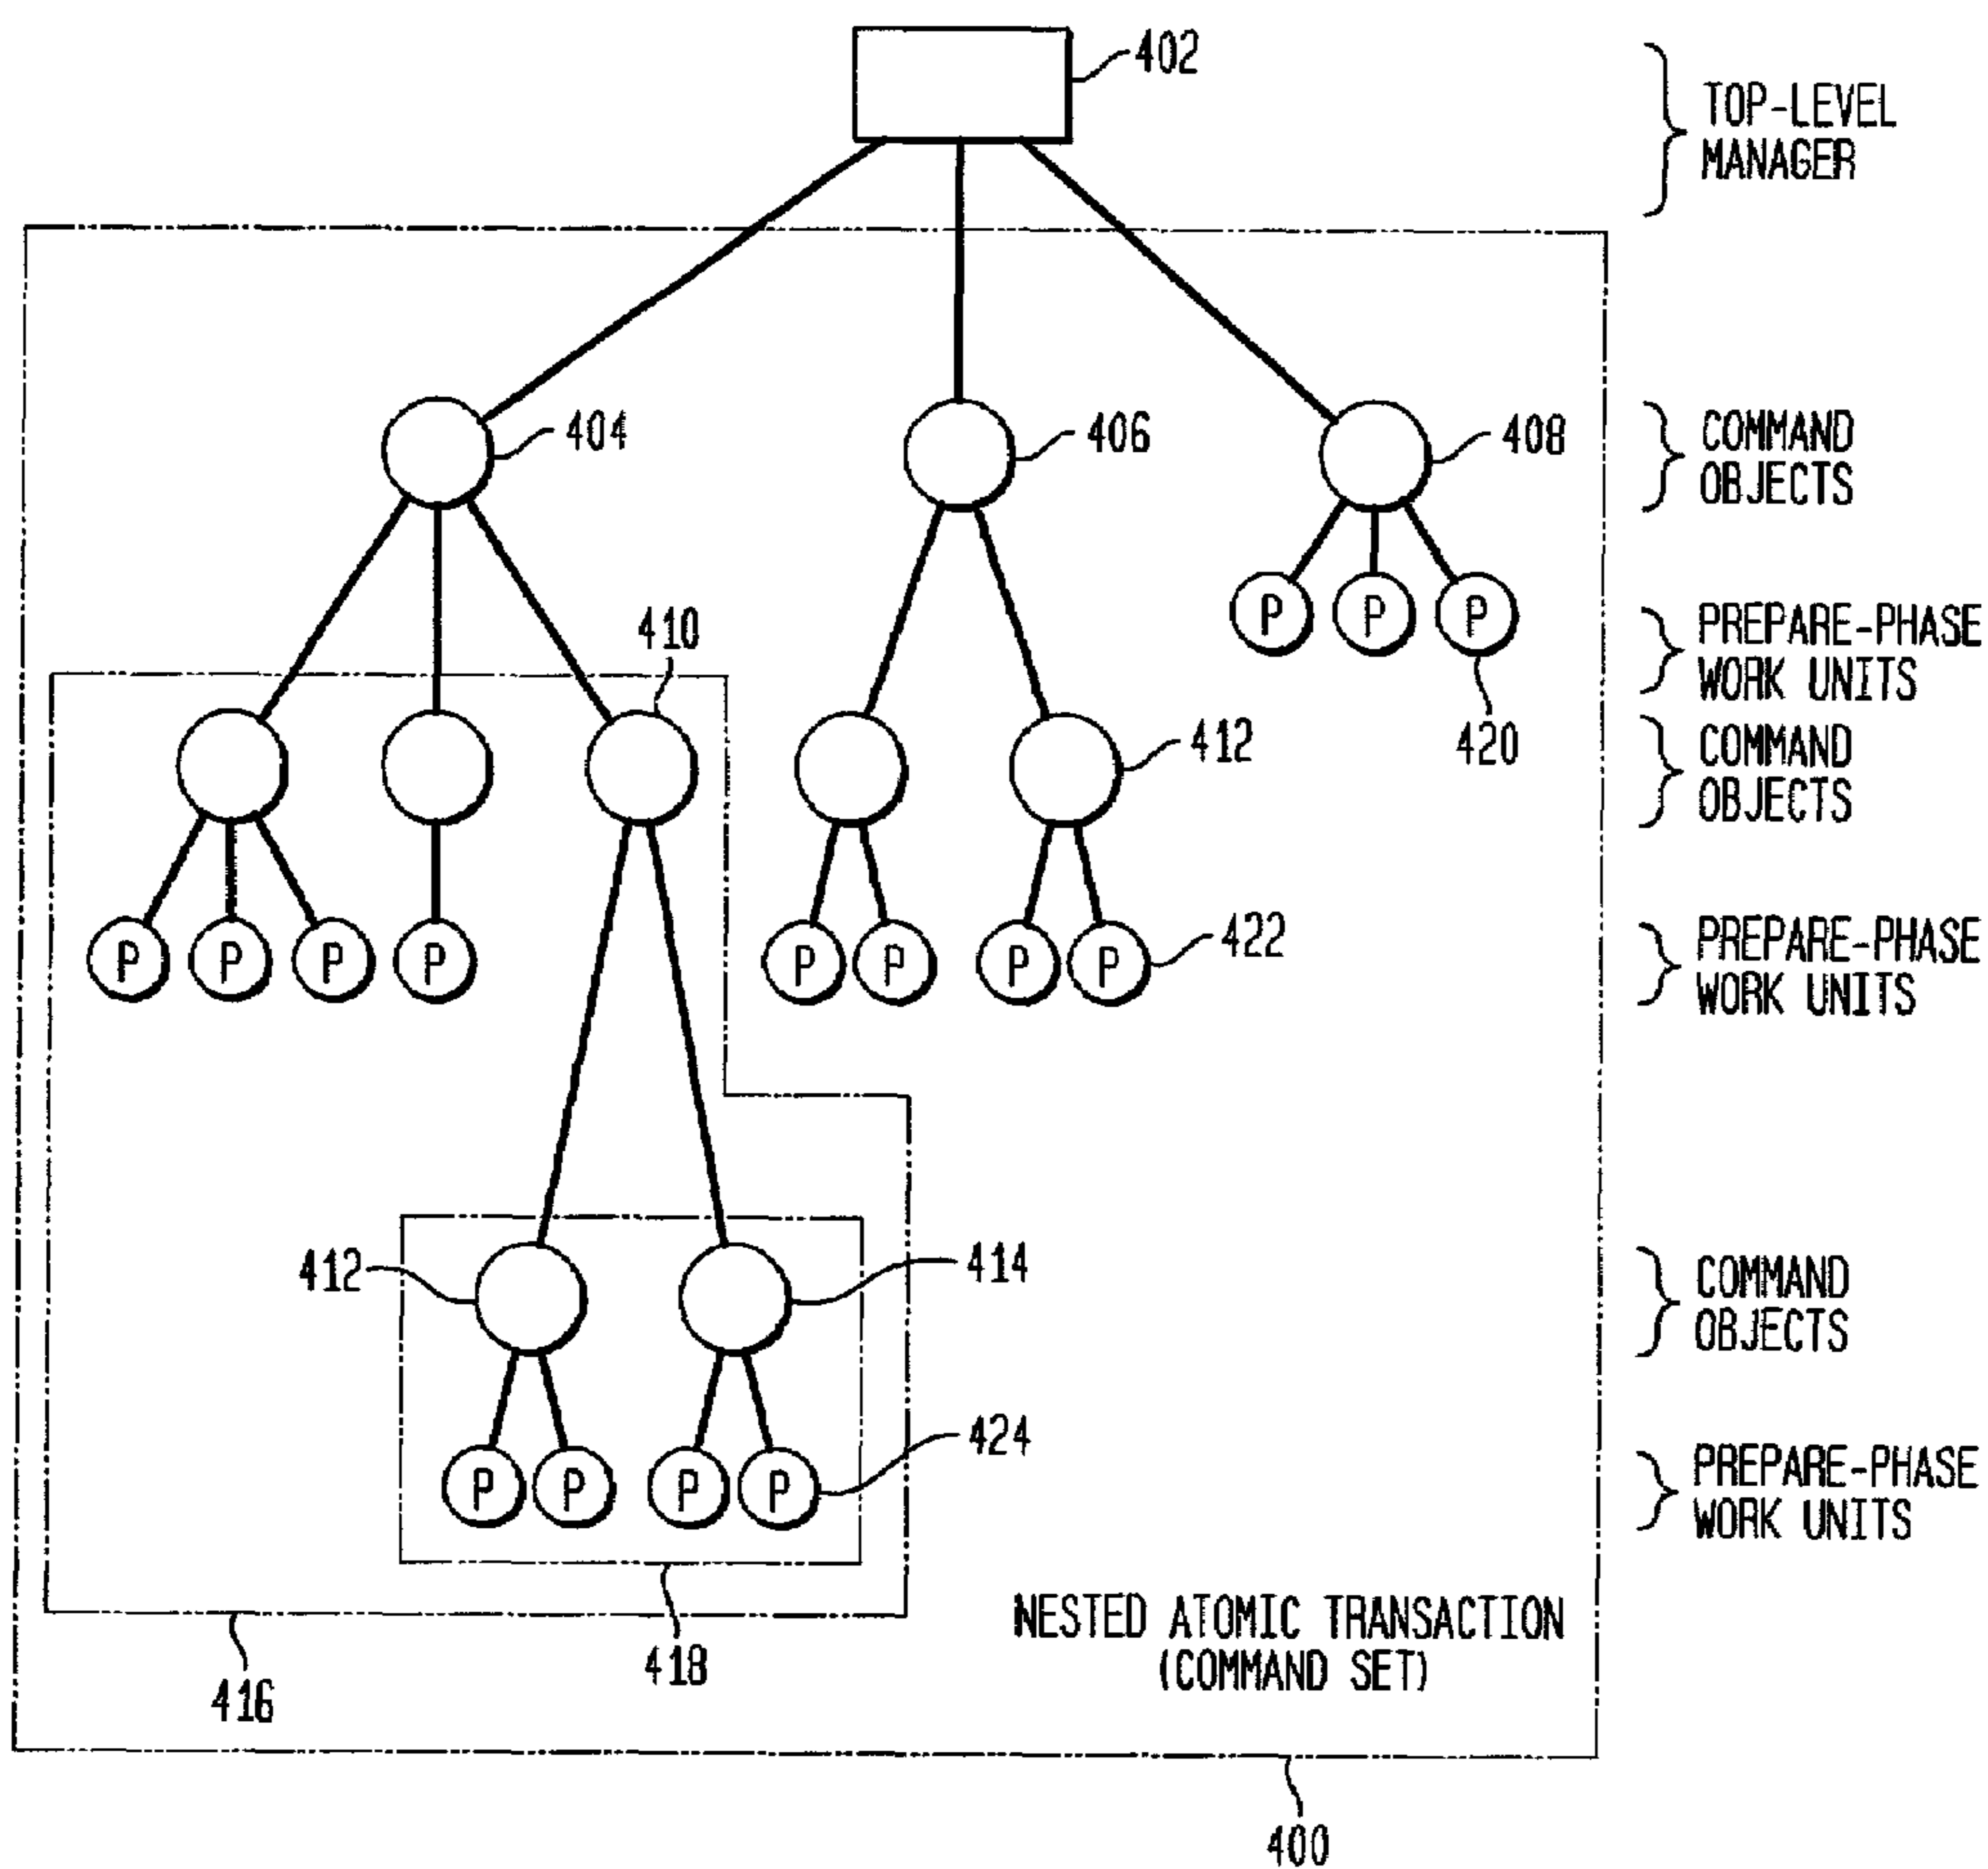 402
TOP-LEVEL
MANAGER
404
406
408
COMMAND
OBJECTS
P P P
410
PREPARE-PHASE
WORK UNITS
420
412
COMMAND
OBJECTS
P P P P P P P P
422
PREPARE-PHASE
WORK UNITS
412
414
COMMAND
OBJECTS
P P P P
424
PREPARE-PHASE
WORK UNITS
NESTED ATOMIC TRANSACTION
(COMMAND SET)
416
418
400